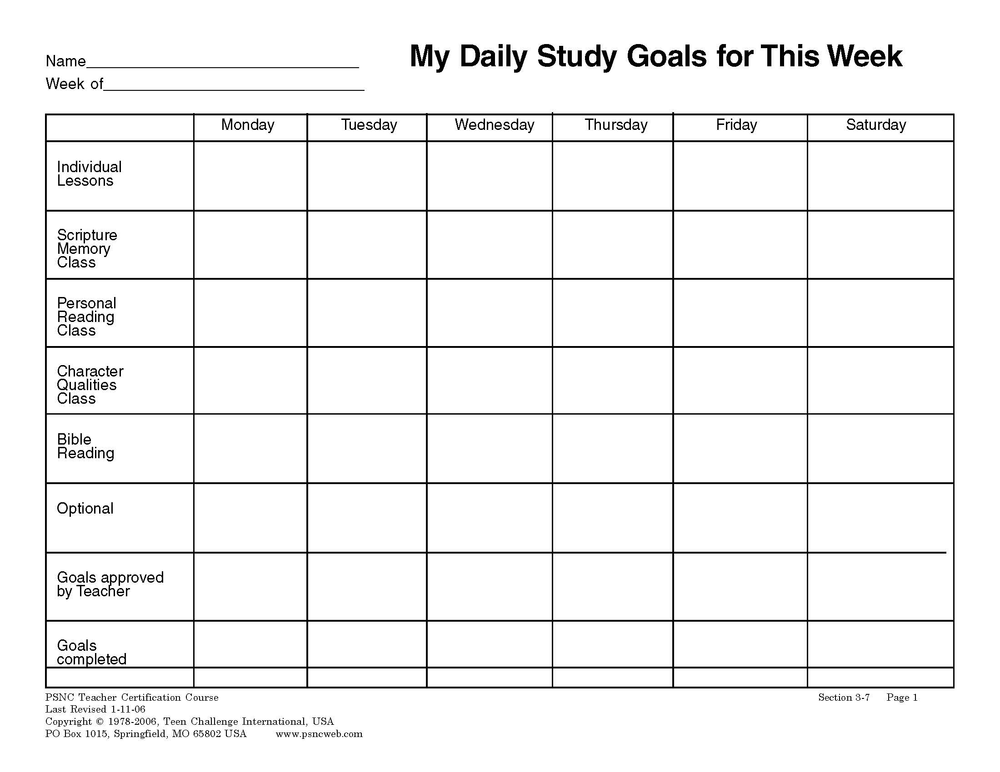 My Daily Study Goals for This Week
Name
Week of
Monday Tuesday Wednesday Thursday Friday Saturday
Individual
Lessons
Scripture
Memory
Class
Personal
Reading
Class
Character
Qualities
Class
Bible
Reading
Optional
Goals approved
by Teacher
Goals
completed
PSNC Teacher Certification Course Section 3-7 Page 1
Last Revised 1-11-06
Copyright © 1978-2006, Teen Challenge International, USA
PO Box 1015, Springfield, MO 65802 USA www.psncweb.com